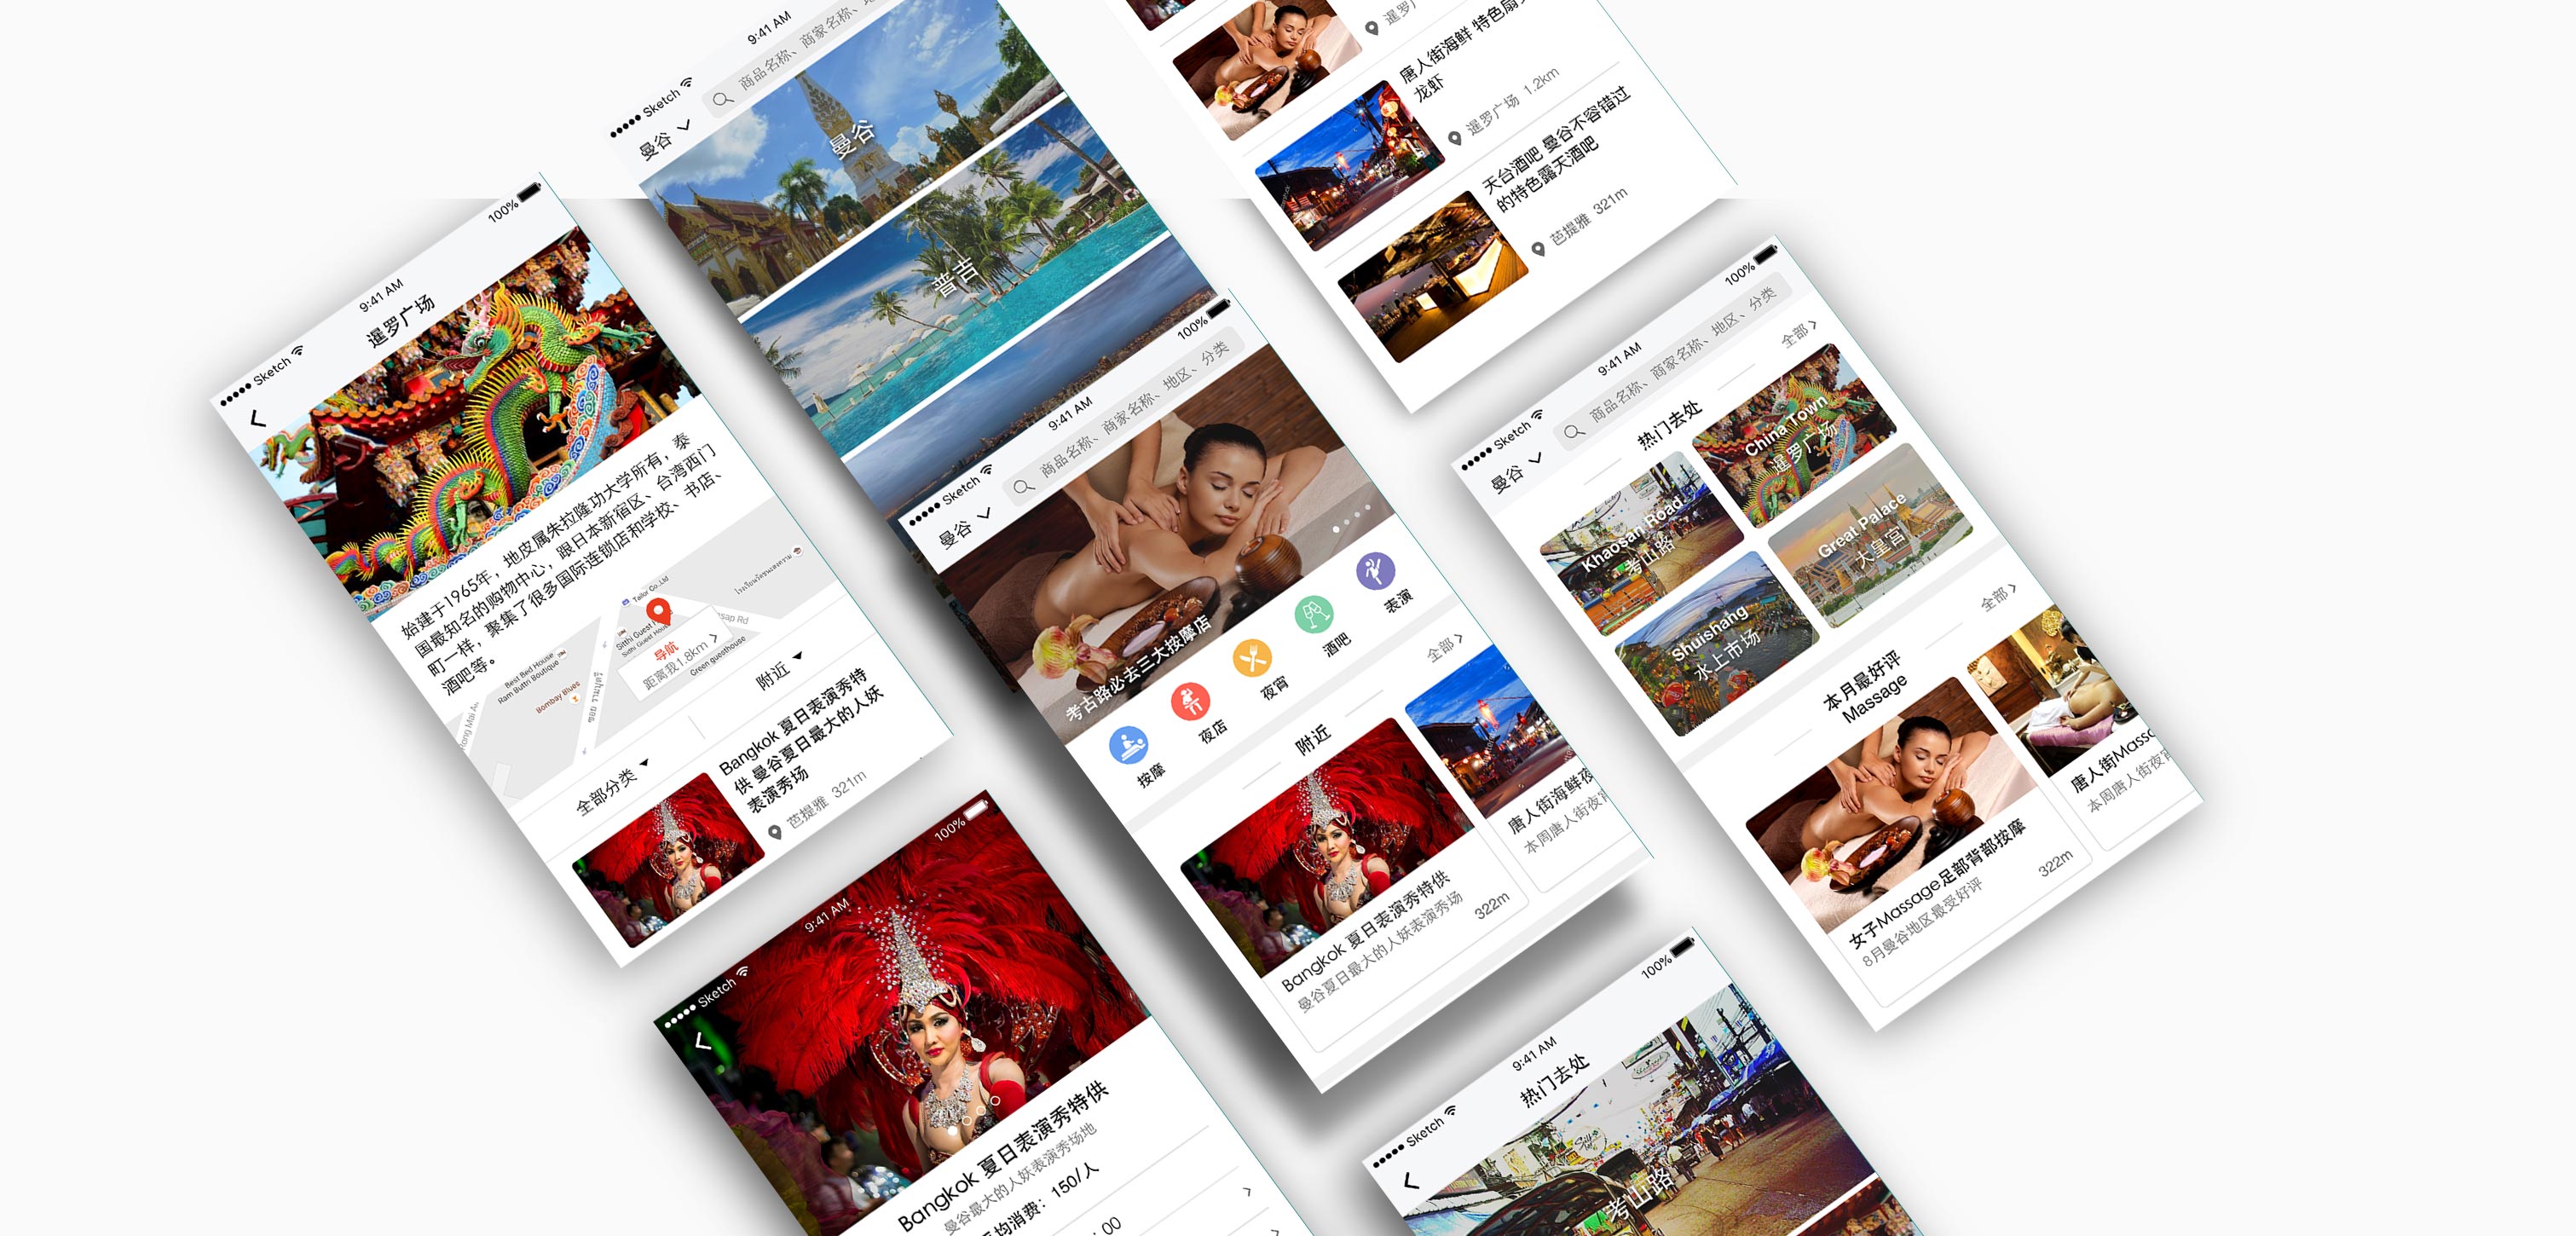 ●●●●● Sketch
9:41 AM
100%
暹罗广场
始建于1965年，地皮属朱拉隆功大学所有，泰
国最知名的购物中心，跟日本新宿区、台湾西门
町一样，聚集了很多国际连锁店和学校、书店、
酒吧等。
Tailor Co.,Ltd
Sitthi Guest House
Best Bed House
Ram Buttri Boutique
Bombay Blues
Green guesthouse
导航
距离我1.8km
全部分类
附近
Bangkok 夏日表演秀特
供 曼谷夏日最大的人妖
表演秀场
芭提雅 321m
●●●●● Sketch
9:41 AM
曼谷
商品名称、商家名称、
曼谷
普吉
●●●●● Sketch
9:41 AM
100%
曼谷
商品名称、商家名称、地区、分类
考古路必去三大按摩店
按摩
夜店
夜宵
酒吧
表演
附近
全部
Bangkok 夏日表演秀特供
曼谷夏日最大的人妖表演秀场
322m
唐人街海鲜夜
本周唐人街夜宵
唐人街海鲜 特色
龙虾
暹罗广场 1.2km
天台酒吧 曼谷不容错过
的特色露天酒吧
芭提雅 321m
●●●●● Sketch
9:41 AM
100%
曼谷
商品名称、商家名称、地区、分类
热门去处
全部
Khaosan Road
考山路
China Town
暹罗广场
Shuishang
水上市场
Great Palace
大皇宫
本月最好评
Massage
全部
女子Massage足部背部按摩
8月曼谷地区最受好评
322m
唐人街Massa
本周唐人街夜宵
●●●●● Sketch
9:41 AM
100%
Bangkok 夏日表演秀特供
曼谷最大的人妖表演秀场地
均消费：150/人
: 00
●●●●● Sketch
9:41 AM
100%
热门去处
考山路